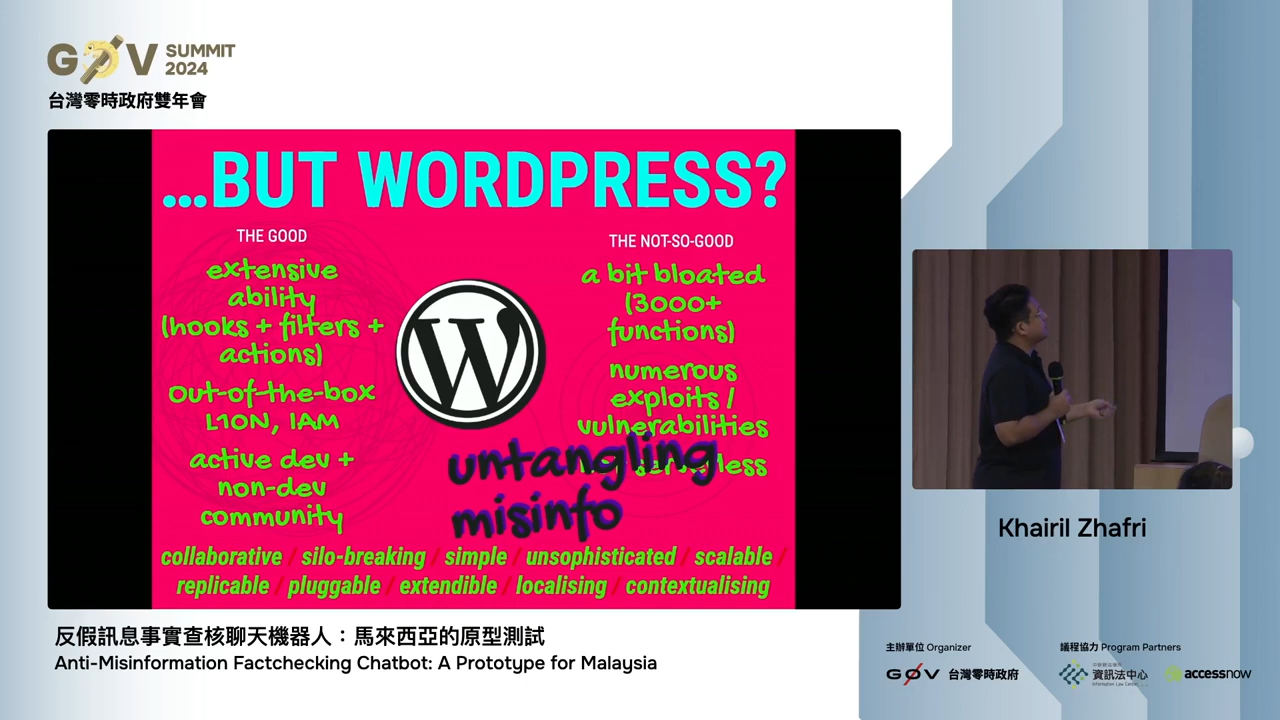 G0V SUMMIT 2024
台灣零時政府雙年會
...BUT WORDPRESS?
THE GOOD
extensive
ability
(hooks + filters +
actions)
Out-of-the-box
L10N, IAM
active dev +
non-dev
community
THE NOT-SO-GOOD
a bit bloated
(3000+
functions)
numerous
exploits /
vulnerabilities
untangling
misinfo
collaborative / silo-breaking / simple / unsophisticated / scalable /
replicable / pluggable / extendible / localising / contextualising
Khairil Zhafri
反假訊息事實查核聊天機器人：馬來西亞的原型測試
Anti-Misinformation Factchecking Chatbot: A Prototype for Malaysia
主辦單位 Organizer
G0V 台灣零時政府
議程協力 Program Partners
資訊法中心
Information Law Center
accessnow